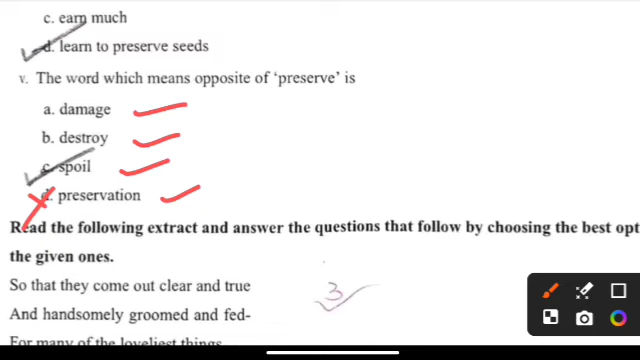 c. earn much
d. learn to preserve seeds
v. The word which means opposite of 'preserve' is
a. damage
b. destroy
c. spoil
d. preservation
Read the following extract and answer the questions that follow by choosing the best opt
the given ones.
So that they come out clear and true
3
And handsomely groomed and fed-
For many of the loveliest things